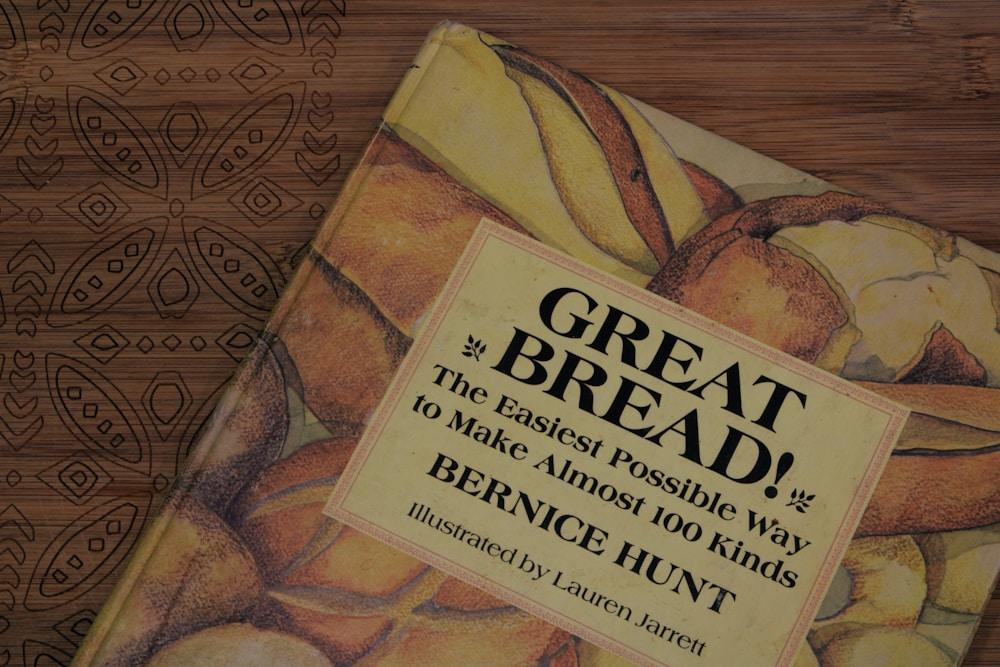 GREAT
BREAD!
The Easiest Possible Way
to Make Almost 100 Kinds
BERNICE HUNT
Illustrated by Lauren Jarrett